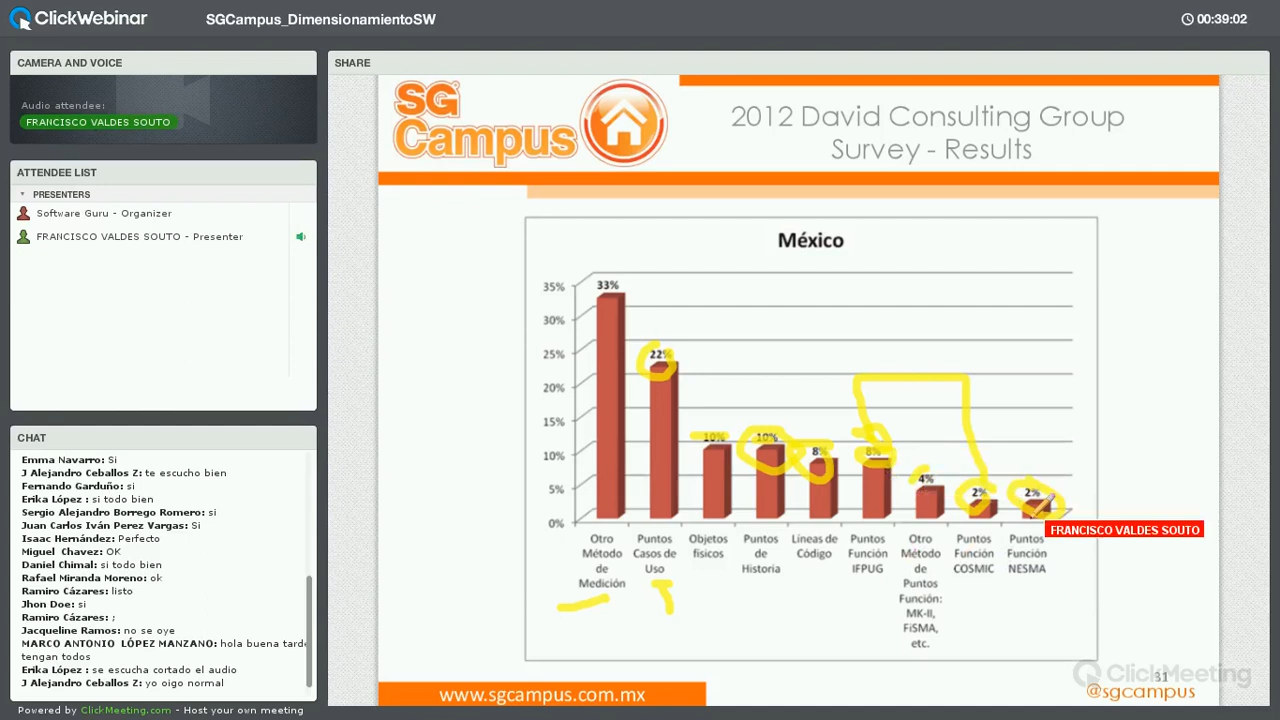 ClickWebinar
SGCampus_DimensionamientoSW
00:39:02
CAMERA AND VOICE
Audio attendee:
FRANCISCO VALDES SOUTO
ATTENDEE LIST
PRESENTERS
Software Guru - Organizer
FRANCISCO VALDES SOUTO - Presenter
CHAT
Emma Navarro: Si
J Alejandro Ceballos Z: te escucho bien
Fernando Garduño: si
Erika López : si todo bien
Sergio Alejandro Borrego Romero: si
Juan Carlos Iván Perez Vargas: Si
Isaac Hernández: Perfecto
Miguel Chavez: OK
Daniel Chimal: si todo bien
Rafael Miranda Moreno: ok
Ramiro Cázares: listo
Jhon Doe: si
Ramiro Cázares: ;
Jacqueline Ramos: no se oye
MARCO ANTONIO LÓPEZ MANZANO: hola buena tarde
tengan todos
Erika López : se escucha cortado el audio
J Alejandro Ceballos Z: yo oigo normal
Powered by ClickMeeting.com - Host your own meeting
SHARE
SG
Campus
2012 David Consulting Group
Survey - Results
México
35%
30%
25%
20%
15%
10%
5%
0%
33%
22%
10%
10%
8%
8%
4%
2%
2%
Otro
Método
de
Medición
Puntos
Casos de
Uso
Objetos
físicos
Puntos
de
Historia
Líneas de
Código
Puntos
Función
IFPUG
Otro
Método
de
Puntos
Función:
MK-II,
FiSMA,
etc.
Puntos
Función
COSMIC
Puntos
Función
NESMA
FRANCISCO VALDES SOUTO
www.sgcampus.com.mx
31
ClickMeeting
@sgcampus